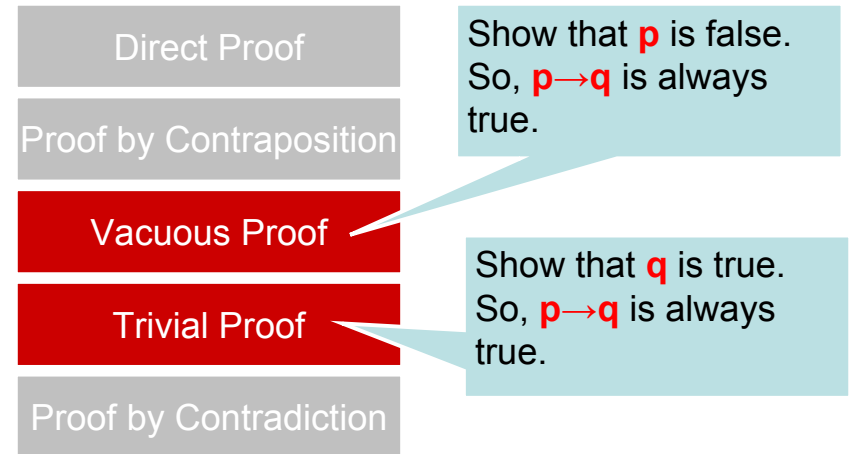 Direct Proof
Proof by Contraposition
Vacuous Proof
Trivial Proof
Proof by Contradiction
Show that p is false.
So, p→q is always
true.
Show that q is true.
So, p→q is always
true.